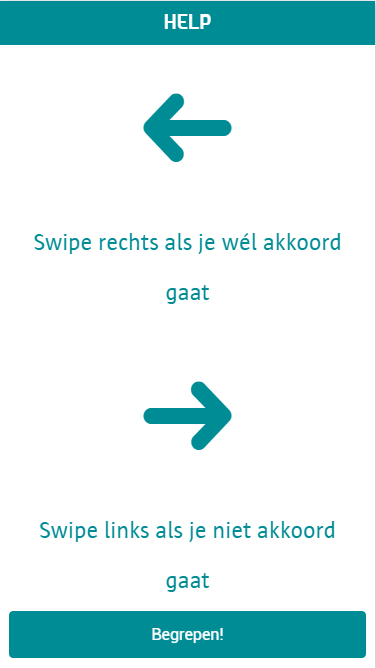 HELP
Swipe rechts als je wél akkoord
gaat
Swipe links als je niet akkoord
gaat
Begrepen!